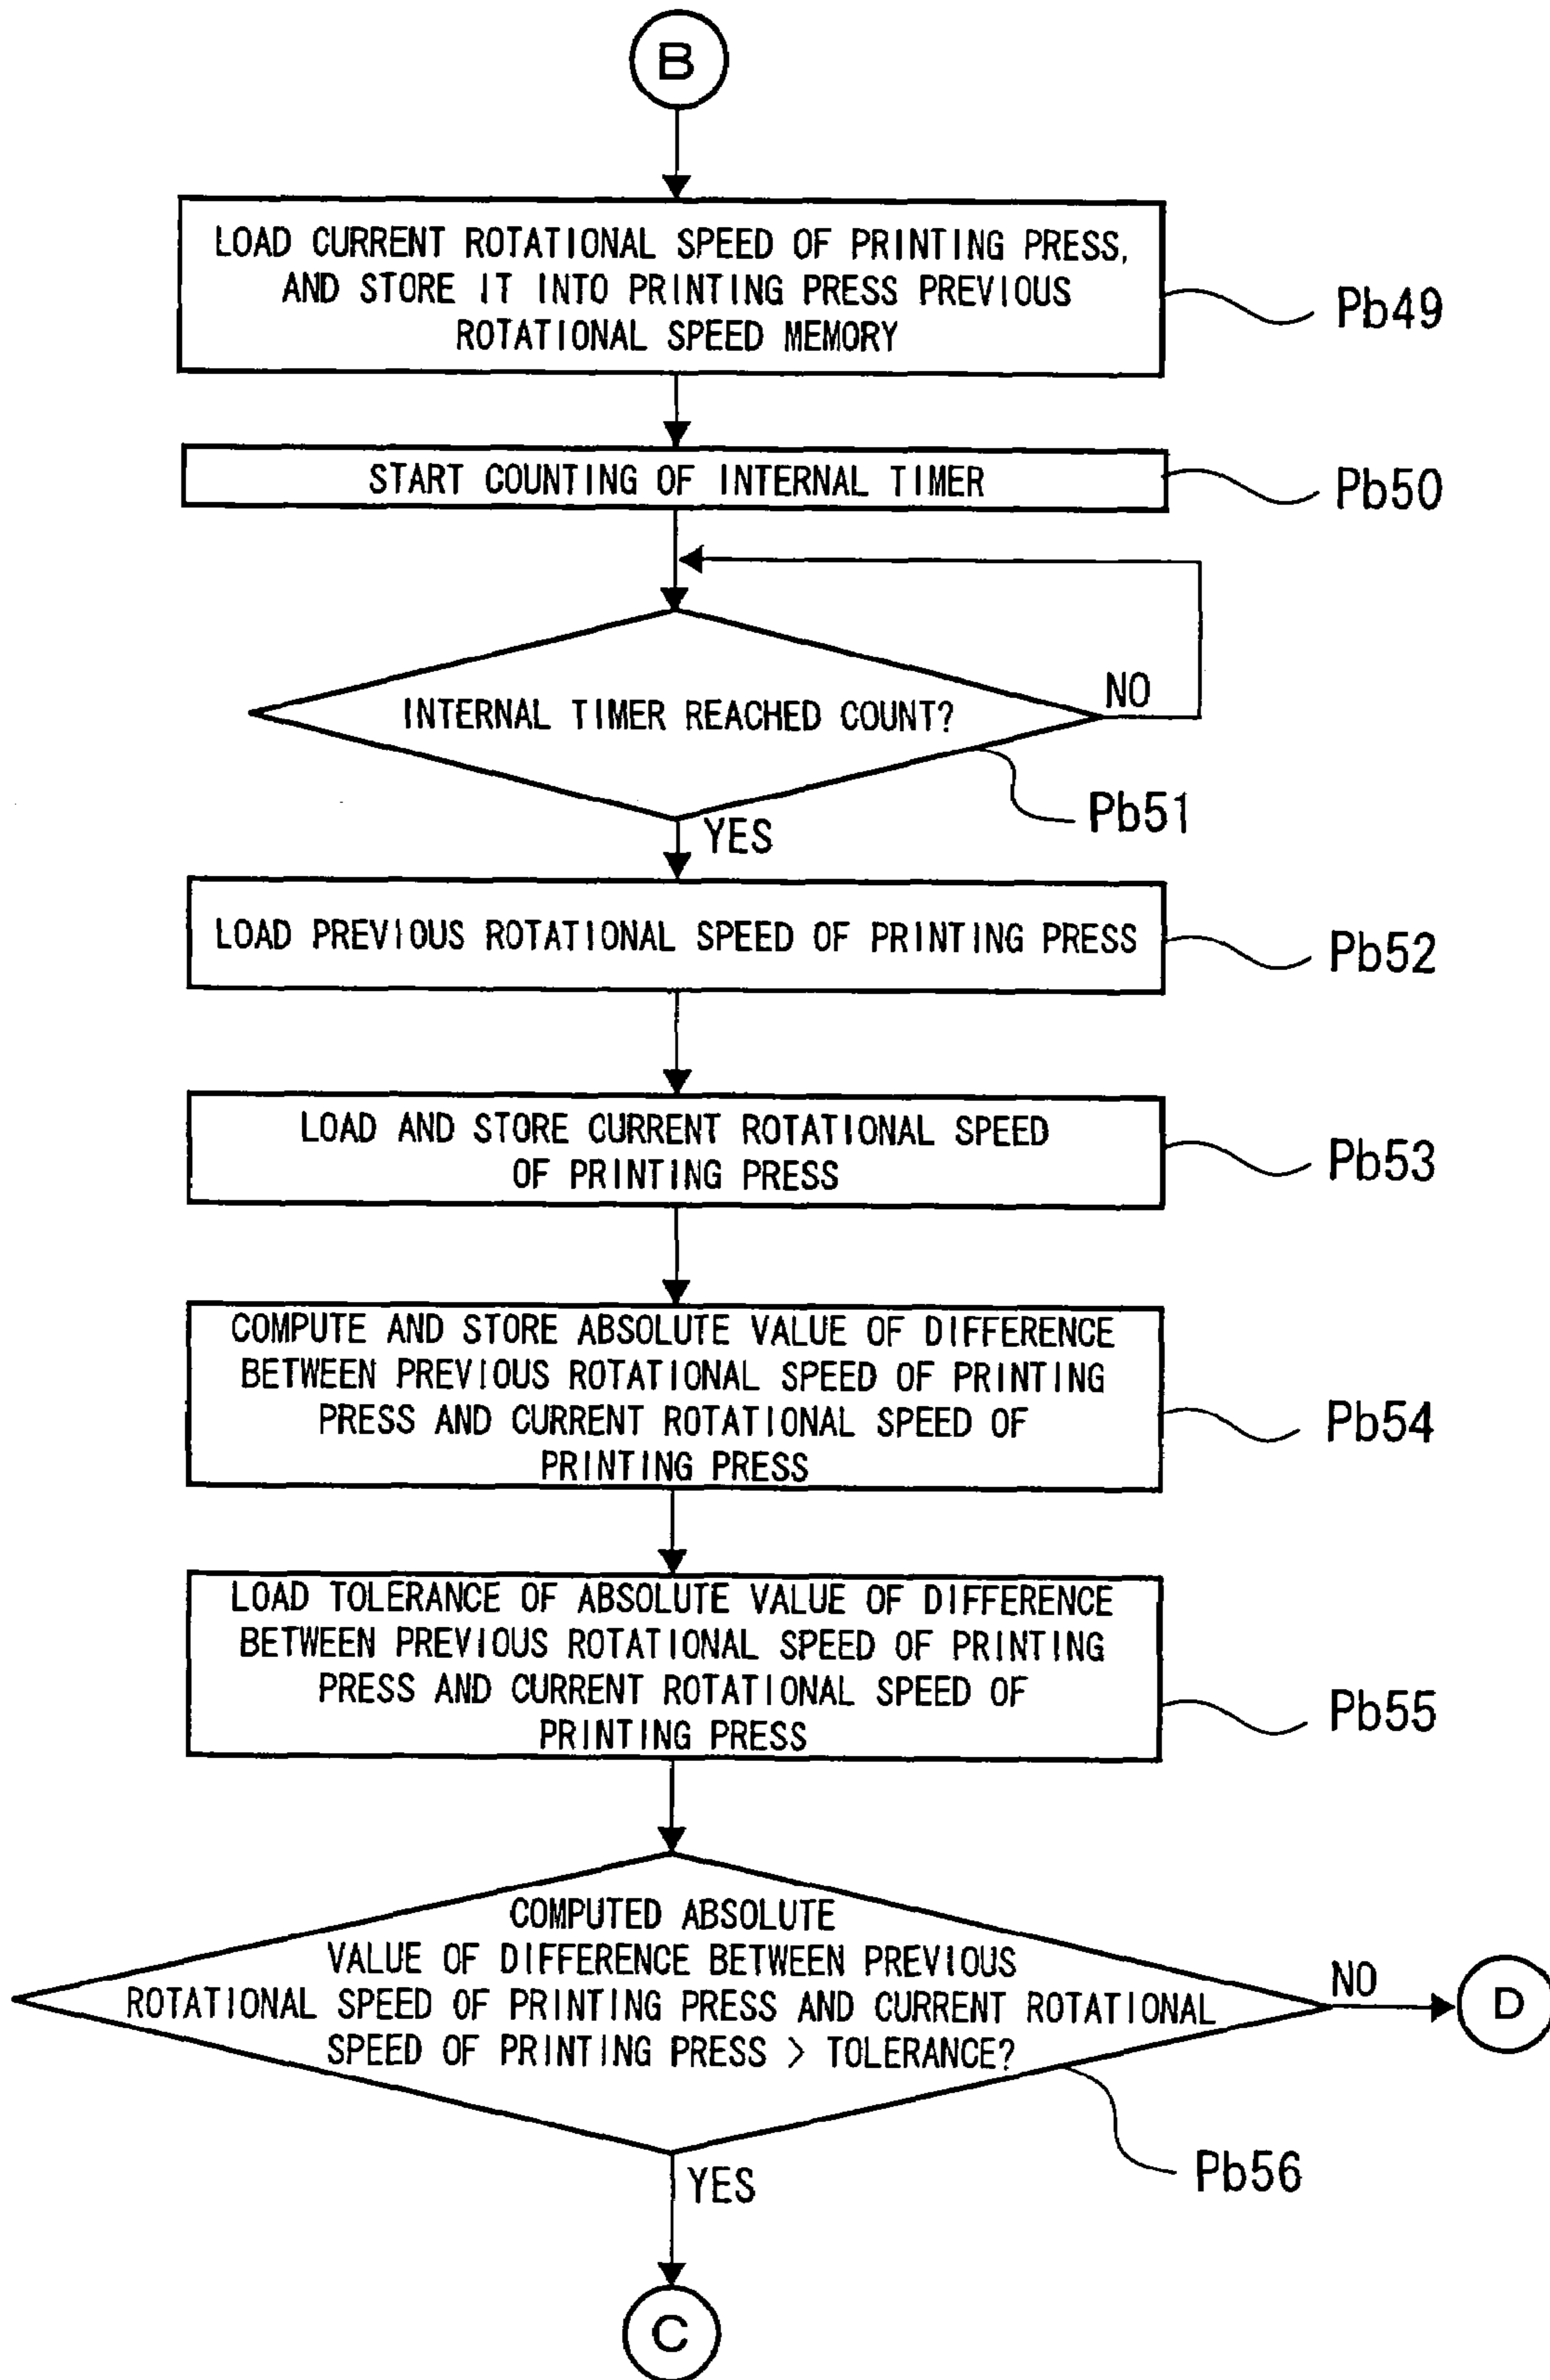 B
LOAD CURRENT ROTATIONAL SPEED OF PRINTING PRESS,
AND STORE IT INTO PRINTING PRESS PREVIOUS
ROTATIONAL SPEED MEMORY
Pb49
START COUNTING OF INTERNAL TIMER
Pb50
INTERNAL TIMER REACHED COUNT?
NO
Pb51
YES
LOAD PREVIOUS ROTATIONAL SPEED OF PRINTING PRESS
Pb52
LOAD AND STORE CURRENT ROTATIONAL SPEED
OF PRINTING PRESS
Pb53
COMPUTE AND STORE ABSOLUTE VALUE OF DIFFERENCE
BETWEEN PREVIOUS ROTATIONAL SPEED OF PRINTING
PRESS AND CURRENT ROTATIONAL SPEED OF
PRINTING PRESS
Pb54
LOAD TOLERANCE OF ABSOLUTE VALUE OF DIFFERENCE
BETWEEN PREVIOUS ROTATIONAL SPEED OF PRINTING
PRESS AND CURRENT ROTATIONAL SPEED OF
PRINTING PRESS
Pb55
COMPUTED ABSOLUTE
VALUE OF DIFFERENCE BETWEEN PREVIOUS
ROTATIONAL SPEED OF PRINTING PRESS AND CURRENT ROTATIONAL
SPEED OF PRINTING PRESS > TOLERANCE?
NO
D
Pb56
YES
C